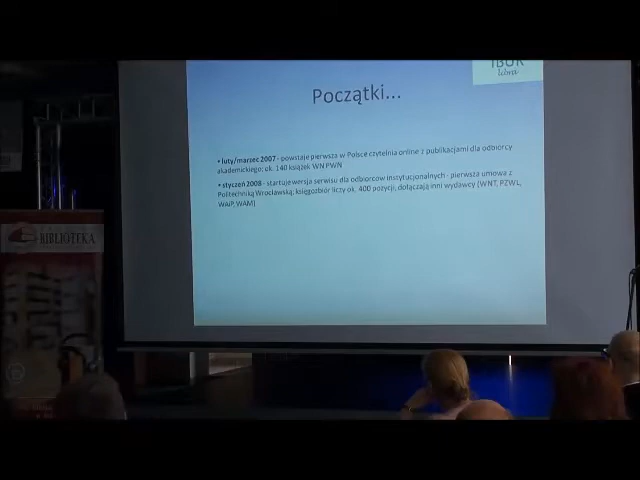 IBUK
libra
Początki...
• luty/marzec 2007 - powstaje pierwsza w Polsce czytelnia online z publikacjami dla odbiorcy
akademickiego; ok. 140 książek WN PWN
• styczeń 2008 - startuje wersja serwisu dla odbiorców instytucjonalnych - pierwsza umowa z
Politechniką Wrocławską; księgozbiór liczy ok. 400 pozycji, dołączają inni wydawcy (WNT, PZWL,
WAiP, WAM)
BIBLIOTEKA